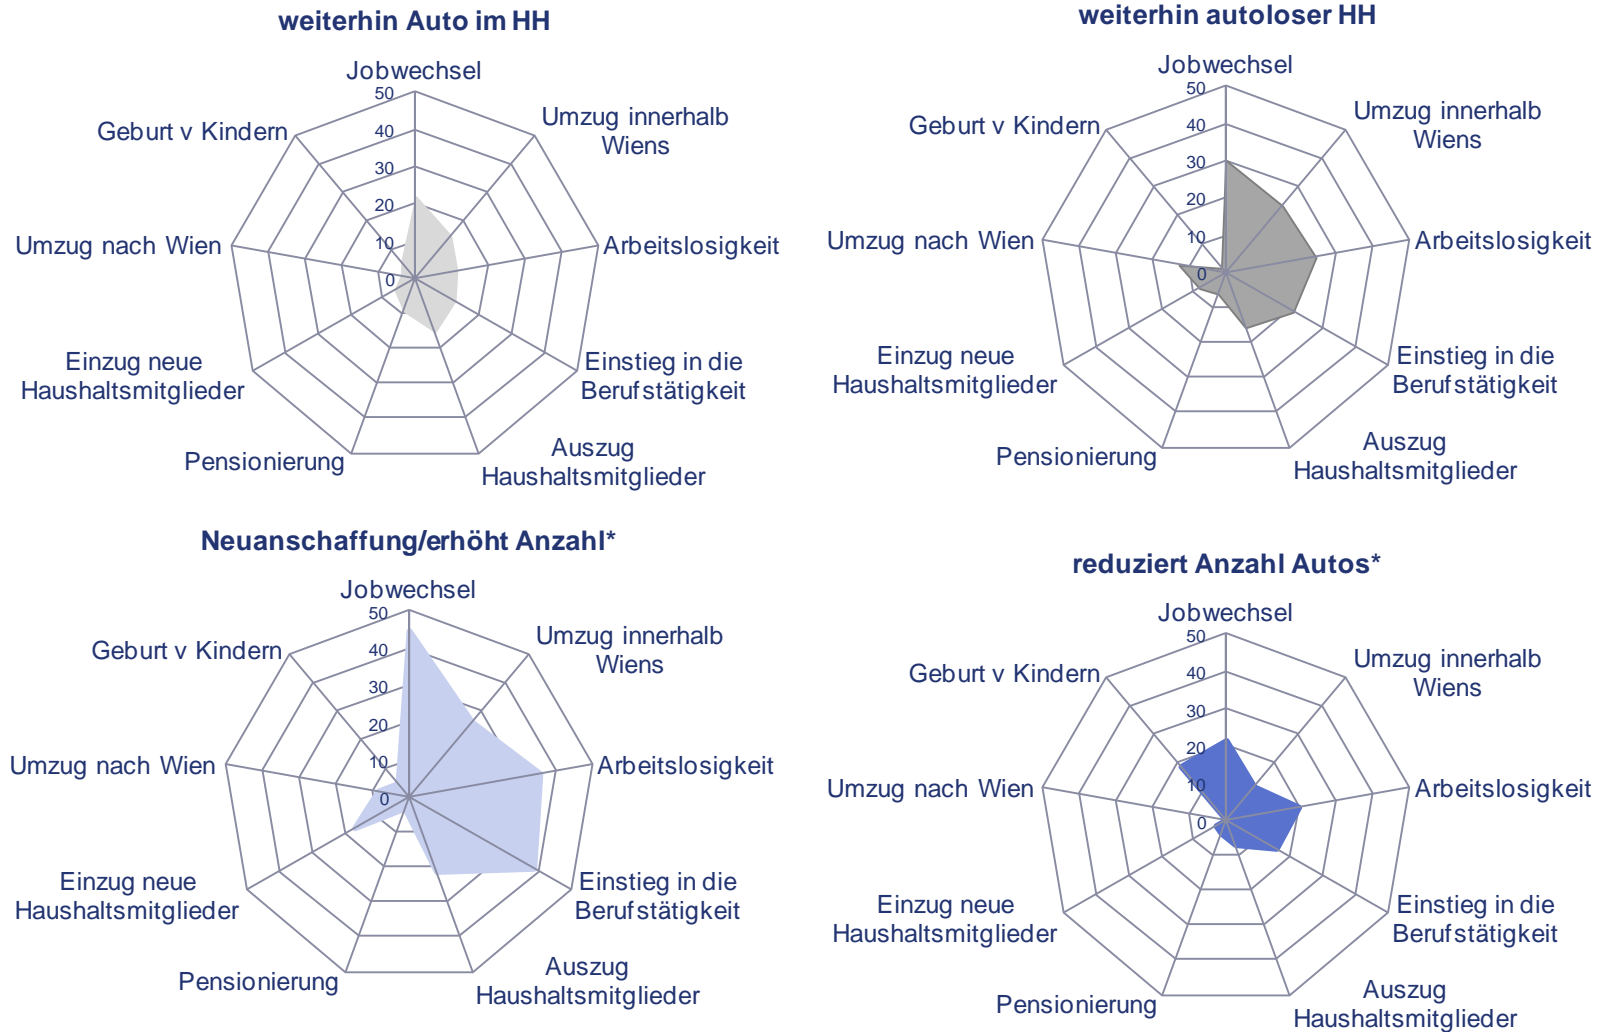 weiterhin Auto im HH
Jobwechsel
50
40
30
20
10
0
Umzug innerhalb
Wiens
Arbeitslosigkeit
Einstieg in die
Berufstätigkeit
Auszug
Haushaltsmitglieder
Pensionierung
Einzug neue
Haushaltsmitglieder
Umzug nach Wien
Geburt v Kindern
weiterhin autoloser HH
Jobwechsel
50
40
30
20
10
0
Umzug innerhalb
Wiens
Arbeitslosigkeit
Einstieg in die
Berufstätigkeit
Auszug
Haushaltsmitglieder
Pensionierung
Einzug neue
Haushaltsmitglieder
Umzug nach Wien
Geburt v Kindern
Neuanschaffung/erhöht Anzahl*
Jobwechsel
50
40
30
20
10
0
Umzug innerhalb
Wiens
Arbeitslosigkeit
Einstieg in die
Berufstätigkeit
Auszug
Haushaltsmitglieder
Pensionierung
Einzug neue
Haushaltsmitglieder
Umzug nach Wien
Geburt v Kindern
reduziert Anzahl Autos*
Jobwechsel
50
40
30
20
10
0
Umzug innerhalb
Wiens
Arbeitslosigkeit
Einstieg in die
Berufstätigkeit
Auszug
Haushaltsmitglieder
Pensionierung
Einzug neue
Haushaltsmitglieder
Umzug nach Wien
Geburt v Kindern